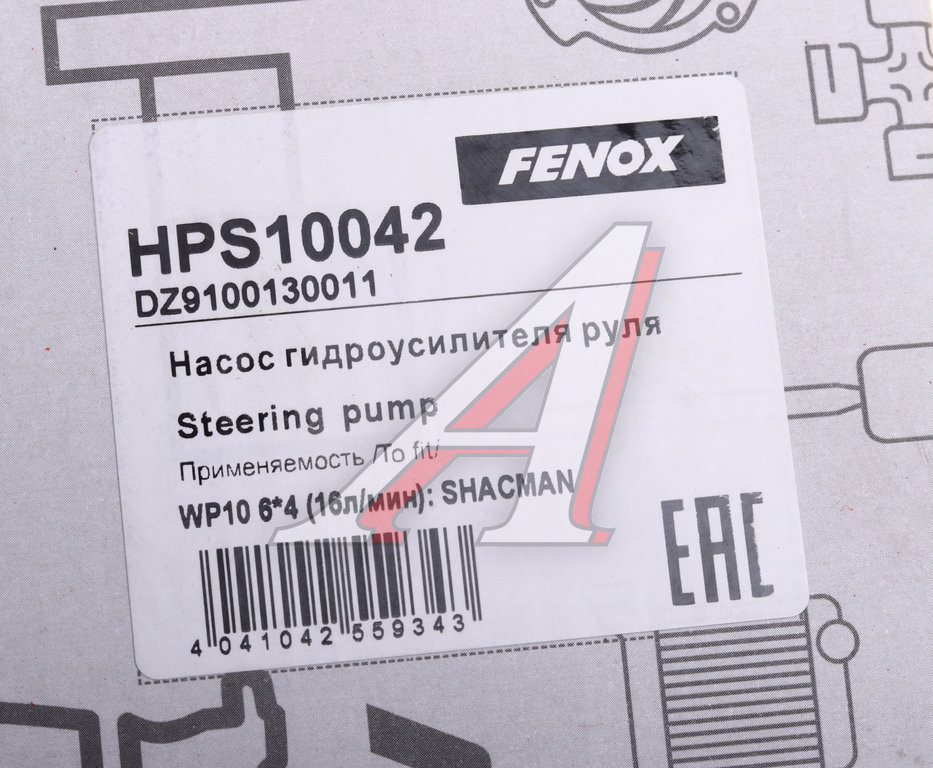 FENOX
HPS10042
DZ9100130011
Насос гидроусилителя руля
Steering pump
Применяемость /To fit/
WP10 6*4 (16л/мин): SHACMAN
EAC
4 041042 559343